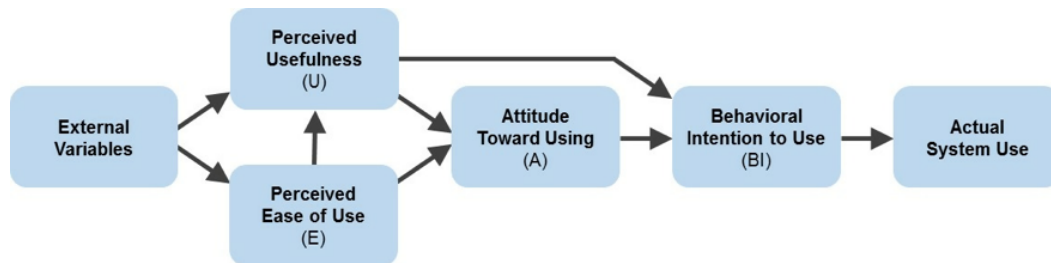 External
Variables
Perceived
Usefulness
(U)
Perceived
Ease of Use
(E)
Attitude
Toward Using
(A)
Behavioral
Intention to Use
(BI)
Actual
System Use